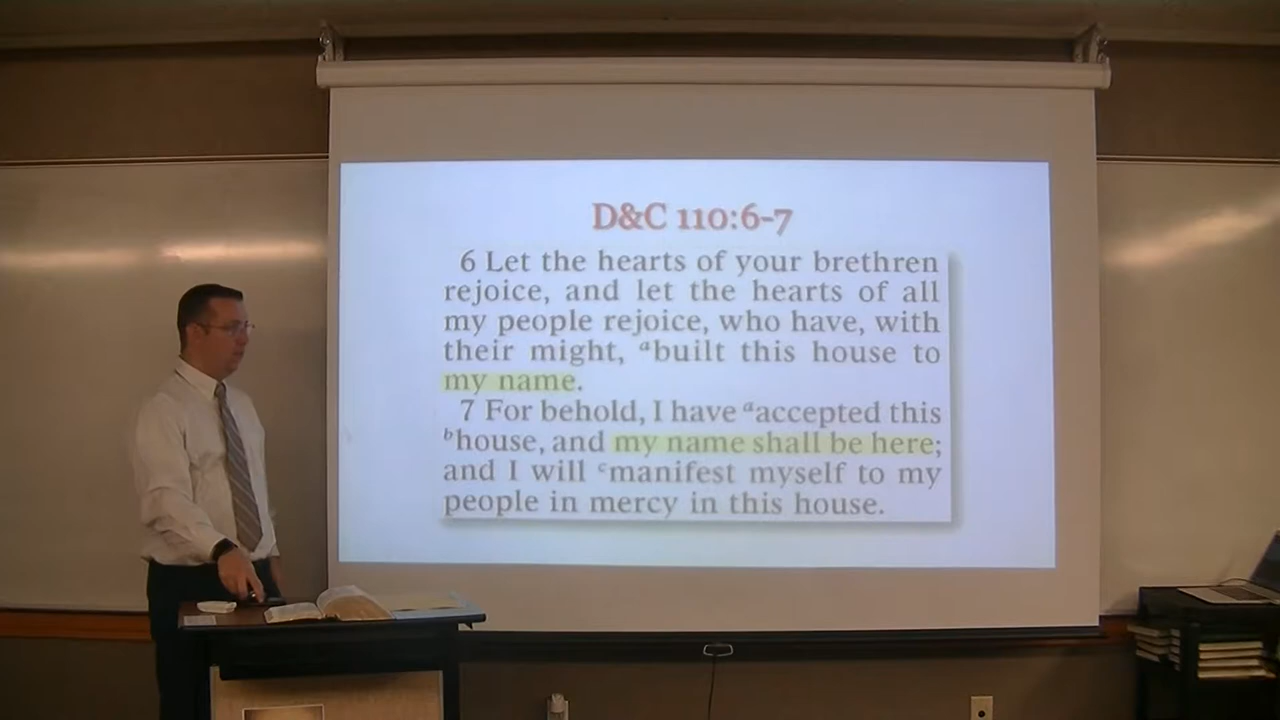 D&C 110:6-7
6 Let the hearts of your brethren
rejoice, and let the hearts of all
my people rejoice, who have, with
their might, ᵃbuilt this house to
my name.
7 For behold, I have ᵃaccepted this
ᵇhouse, and my name shall be here;
and I will ᶜmanifest myself to my
people in mercy in this house.